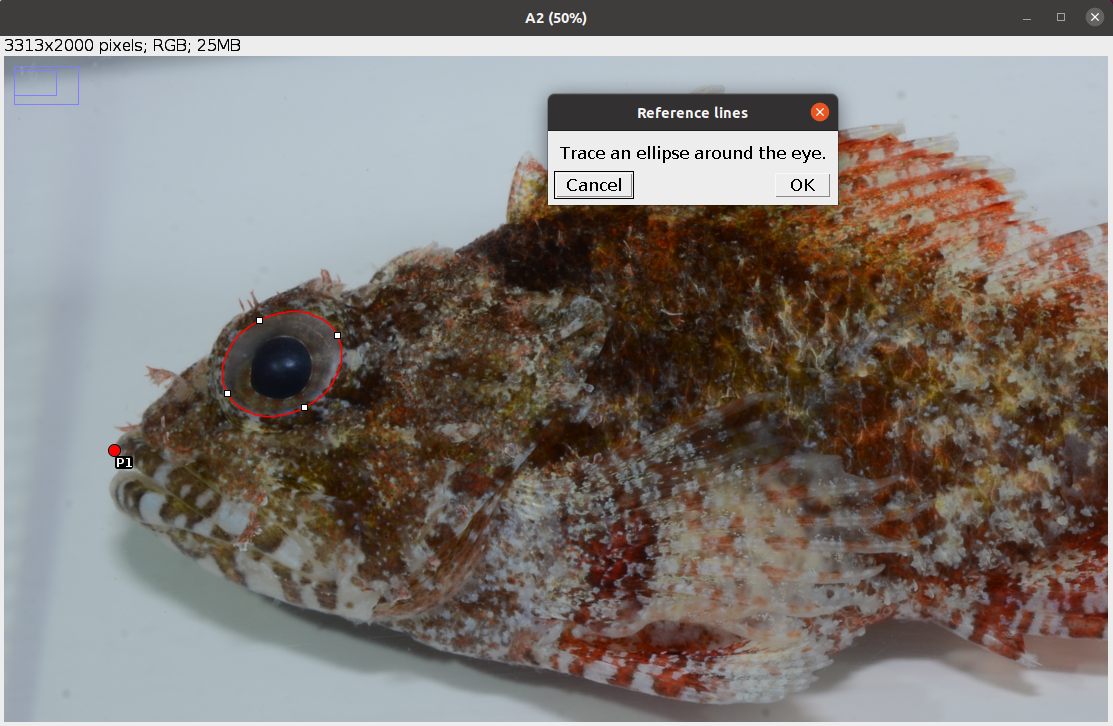 A2 (50%)
3313x2000 pixels; RGB; 25MB
Reference lines
Trace an ellipse around the eye.
Cancel
OK
P1